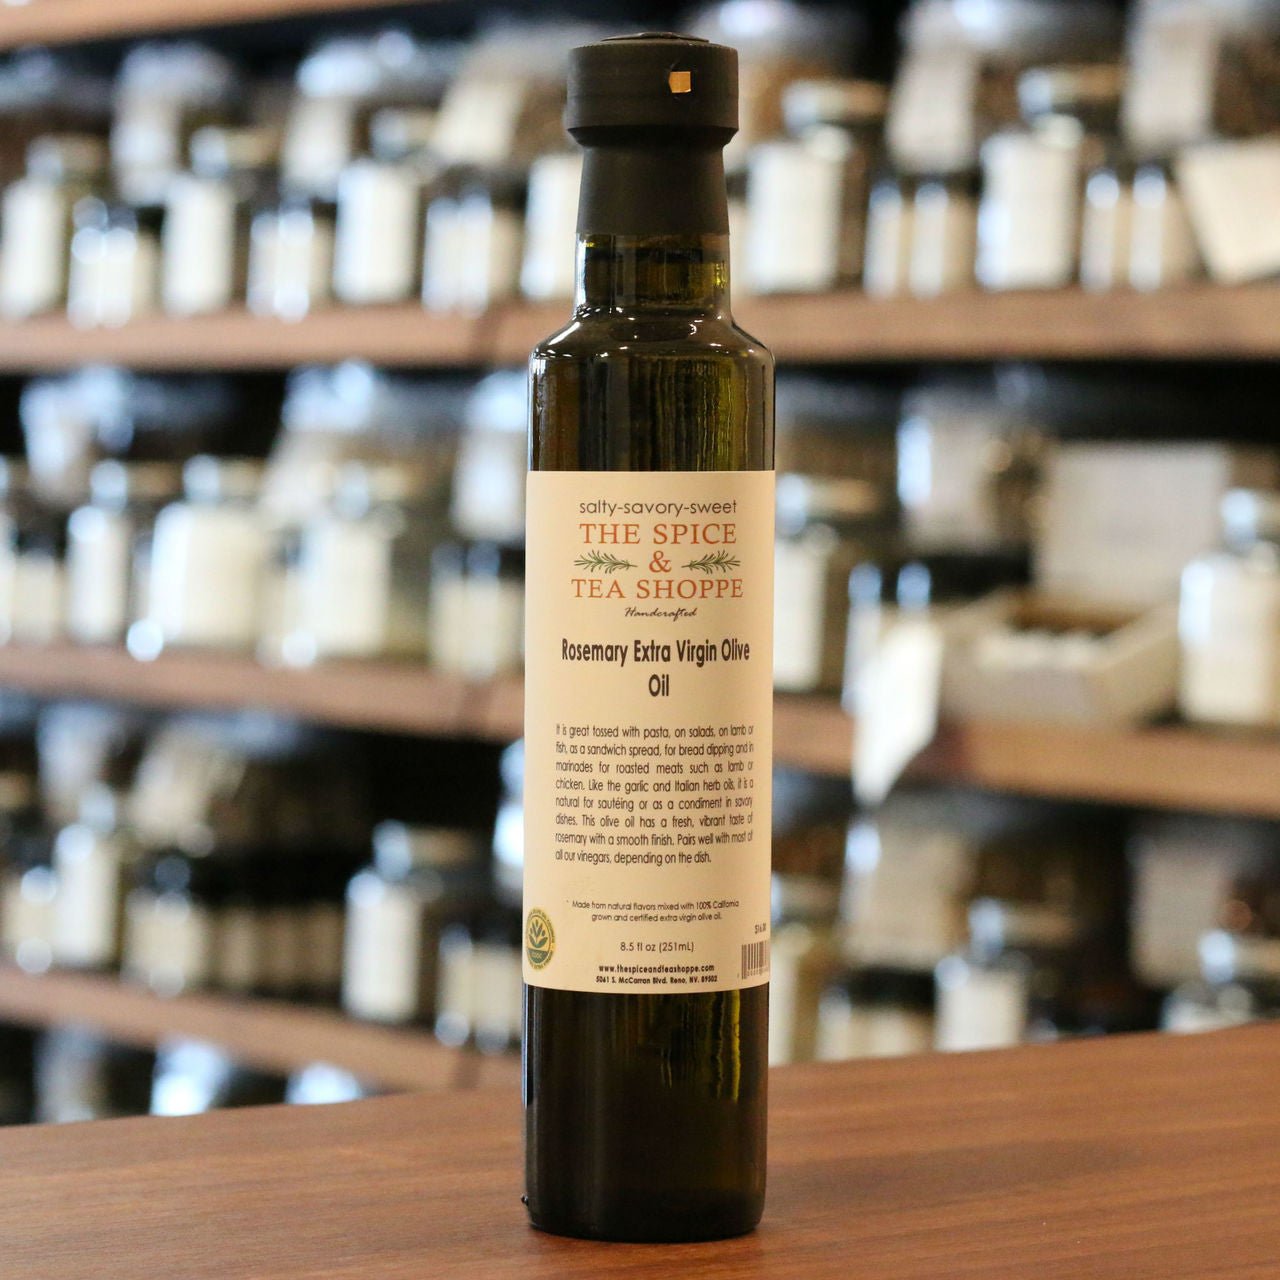 salty-savory-sweet
THE SPICE
&
TEA SHOPPE
Handcrafted
Rosemary Extra Virgin Olive
Oil
It is great tossed with pasta, on salads, on lamb or
fish, as a sandwich spread, for bread dipping and in
marinades for roasted meats such as lamb or
chicken. Like the garlic and Italian herb oils, it is a
natural for sautéing or as a condiment in savory
dishes. This olive oil has a fresh, vibrant taste of
rosemary with a smooth finish. Pairs well with most of
all our vinegars, depending on the dish.
* Made from natural flavors mixed with 100% California
grown and certified extra virgin olive oil.
$16.00
8.5 fl oz (251mL)
www.thespiceandteashoppe.com
5061 S. McCarran Blvd. Reno, NV. 89502